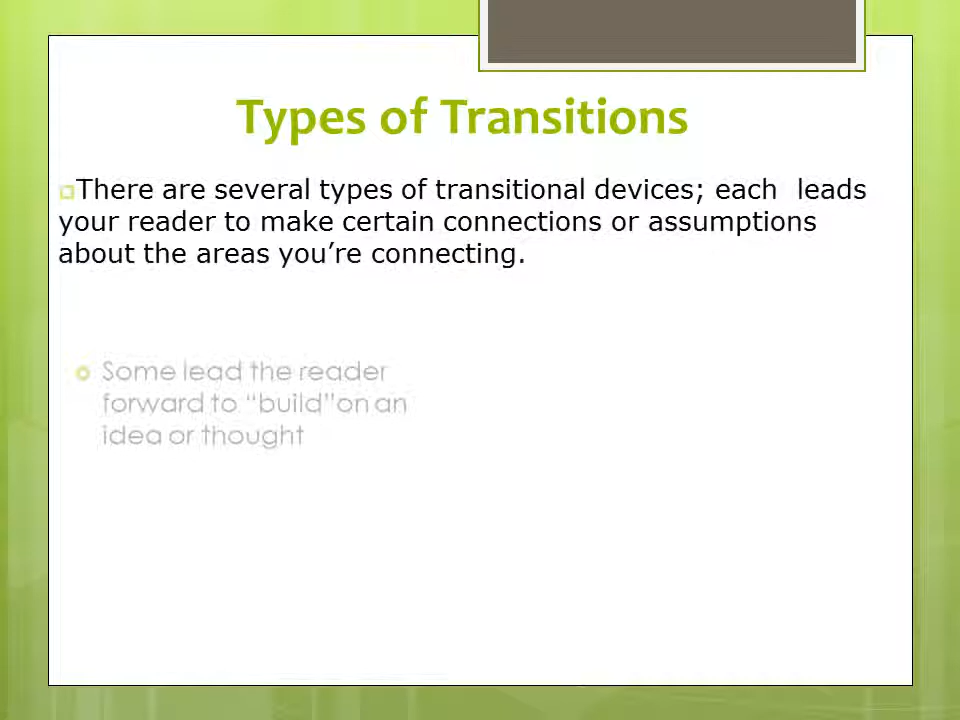 Types of Transitions
There are several types of transitional devices; each  leads
your reader to make certain connections or assumptions
about the areas you’re connecting.
Some lead the reader
forward to “build”on an
idea or thought